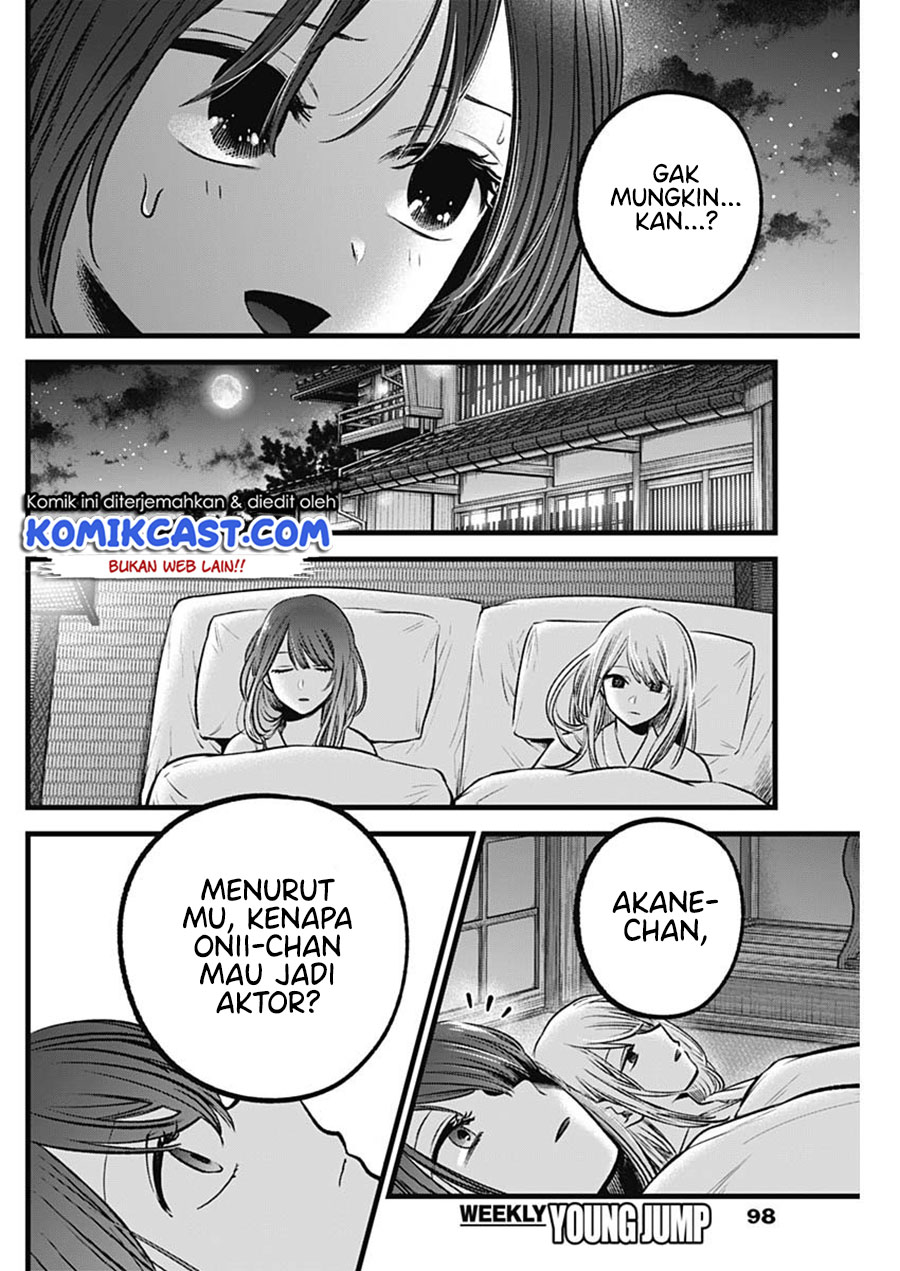 GAK
MUNGKIN...
KAN...?
Komik ini diterjemahkan & diedit oleh
KOMIKCAST.COM
BUKAN WEB LAIN!!
AKANE-
CHAN,
MENURUT
MU, KENAPA
ONII-CHAN
MAU JADI
AKTOR?
WEEKLY YOUNG JUMP 98